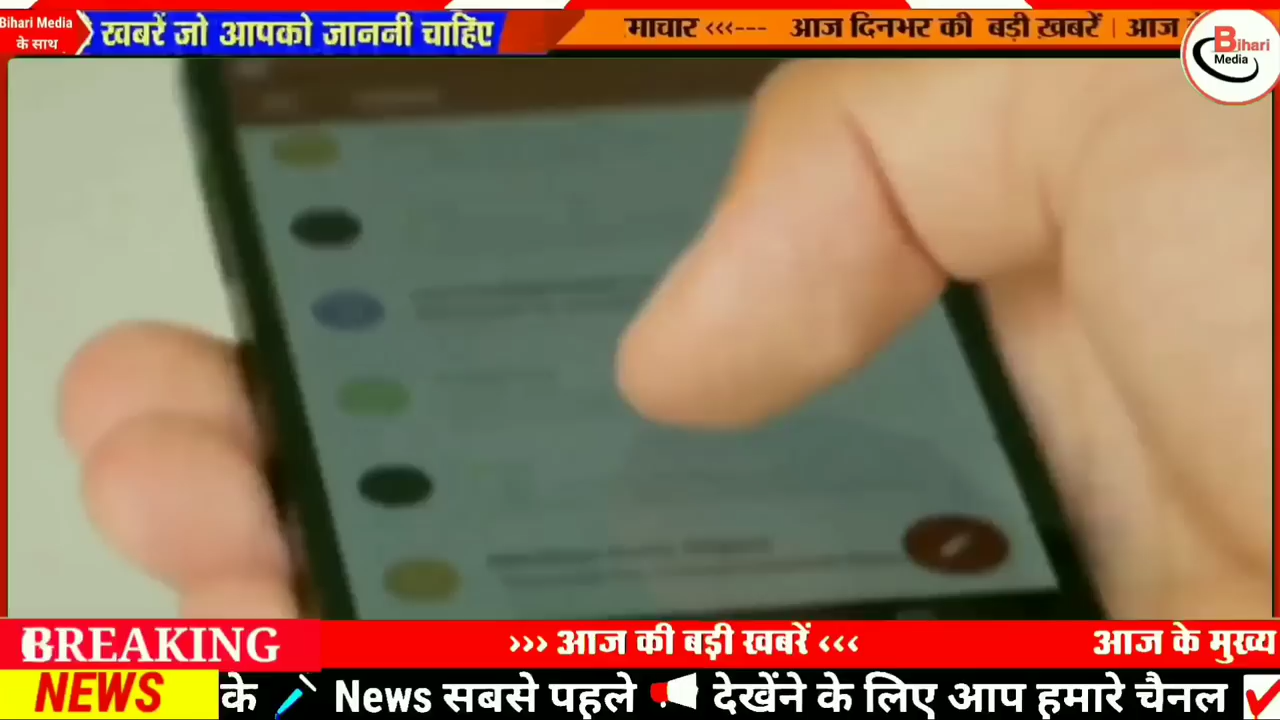 Bihari Media
के साथ
खबरें जो आपको जाननी चाहिए
माचार <<<--- आज दिनभर की बड़ी ख़बरें | आज
Bihari
Media
BREAKING
>>> आज की बड़ी खबरें <<<
आज के मुख्य
NEWS
के News सबसे पहले देखेंने के लिए आप हमारे चैनल